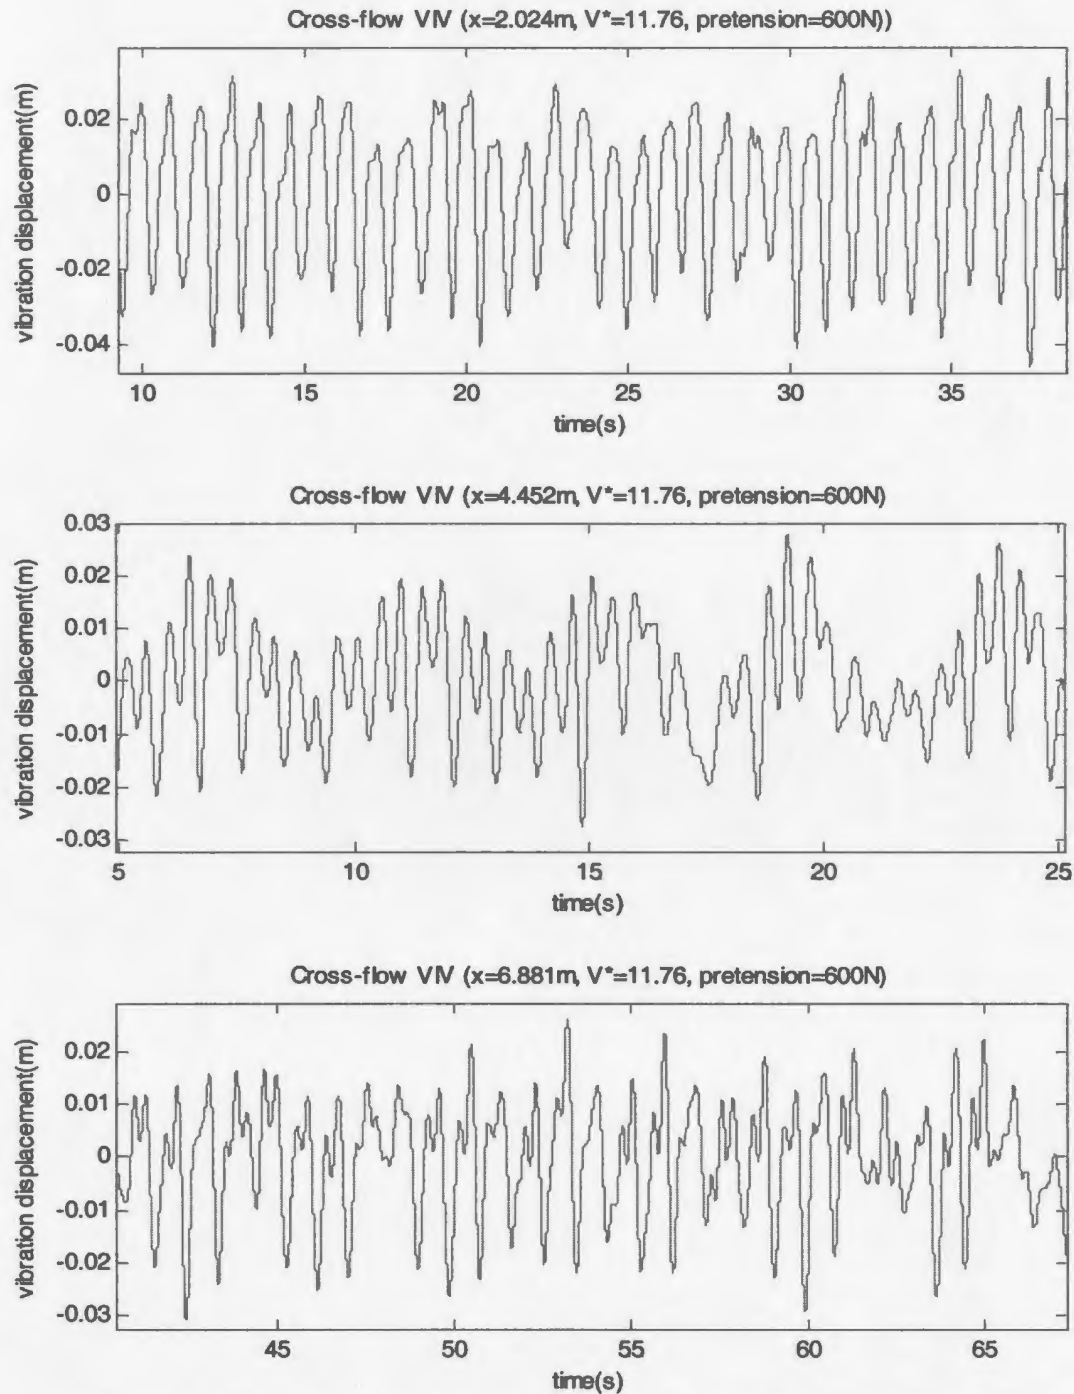 Cross-flow VIV (x=2.024m, V*=11.76, pretension=600N))
vibration displacement(m)
0.02
0
-0.02
-0.04
10 15 20 25 30 35
time(s)
Cross-flow VIV (x=4.452m, V*=11.76, pretension=600N)
vibration displacement(m)
0.03
0.02
0.01
0
-0.01
-0.02
-0.03
5 10 15 20 25
time(s)
Cross-flow VIV (x=6.881m, V*=11.76, pretension=600N)
vibration displacement(m)
0.02
0.01
0
-0.01
-0.02
-0.03
45 50 55 60 65
time(s)